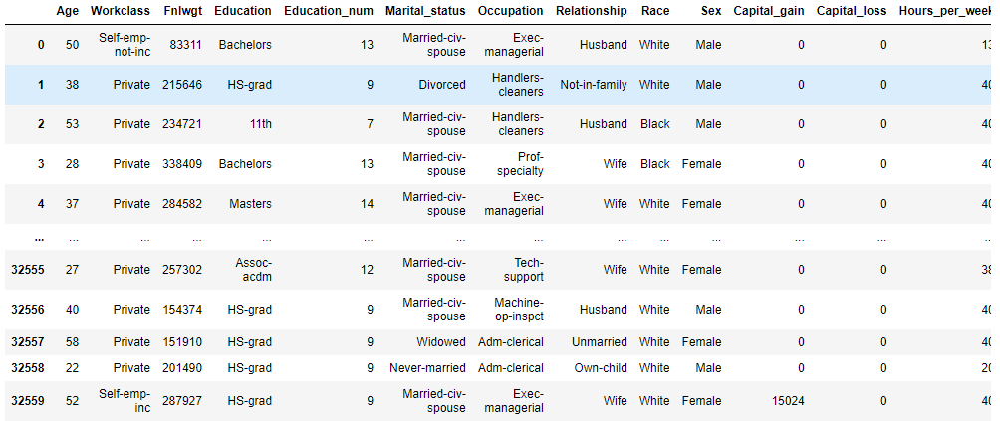 Age Workclass Fnlwgt Education Education_num Marital_status Occupation Relationship Race Sex Capital_gain Capital_loss Hours_per_week
0 50 Self-emp-not-inc 83311 Bachelors 13 Married-civ-spouse Exec-managerial Husband White Male 0 0 13
1 38 Private 215646 HS-grad 9 Divorced Handlers-cleaners Not-in-family White Male 0 0 40
2 53 Private 234721 11th 7 Married-civ-spouse Handlers-cleaners Husband Black Male 0 0 40
3 28 Private 338409 Bachelors 13 Married-civ-spouse Prof-specialty Wife Black Female 0 0 40
4 37 Private 284582 Masters 14 Married-civ-spouse Exec-managerial Wife White Female 0 0 40
... ... ... ... ... ... ... ... ... ... ... ... ... ...
32555 27 Private 257302 Assoc-acdm 12 Married-civ-spouse Tech-support Wife White Female 0 0 38
32556 40 Private 154374 HS-grad 9 Married-civ-spouse Machine-op-inspct Husband White Male 0 0 40
32557 58 Private 151910 HS-grad 9 Widowed Adm-clerical Unmarried White Female 0 0 40
32558 22 Private 201490 HS-grad 9 Never-married Adm-clerical Own-child White Male 0 0 20
32559 52 Self-emp-inc 287927 HS-grad 9 Married-civ-spouse Exec-managerial Wife White Female 15024 0 40